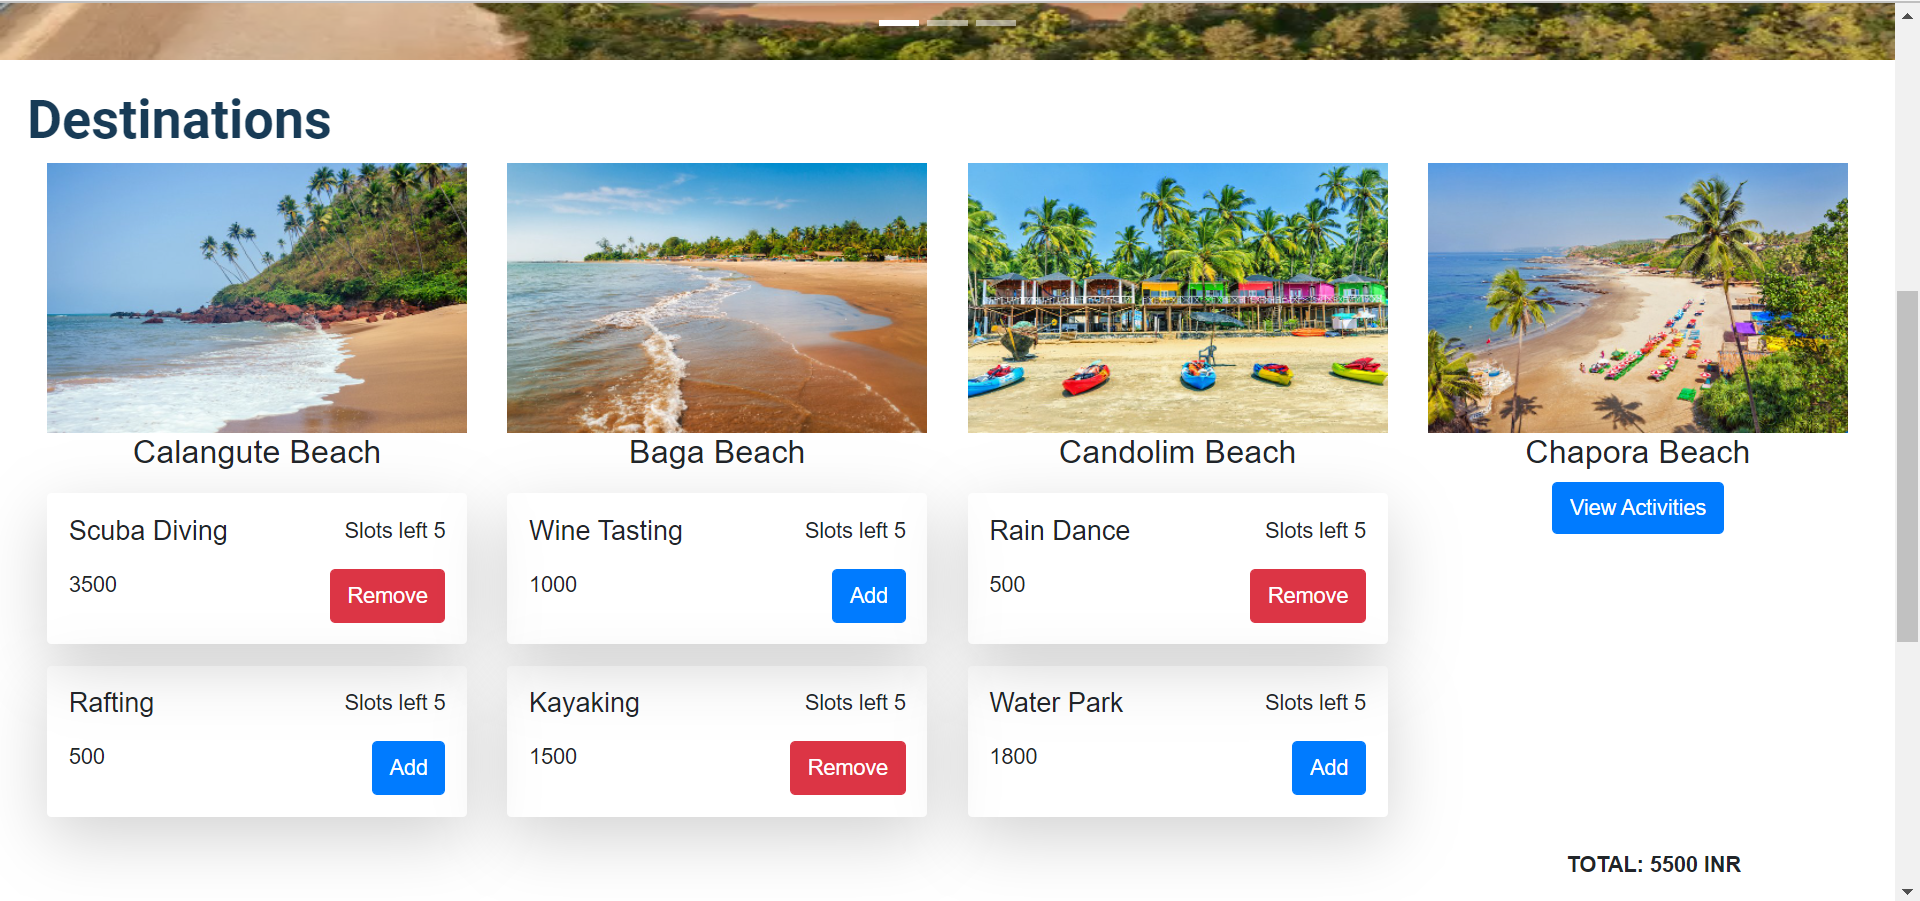 Destinations
Calangute Beach
Baga Beach
Candolim Beach
Chapora Beach
View Activities
Scuba Diving
Slots left 5
3500
Remove
Wine Tasting
Slots left 5
1000
Add
Rain Dance
Slots left 5
500
Remove
Rafting
Slots left 5
500
Add
Kayaking
Slots left 5
1500
Remove
Water Park
Slots left 5
1800
Add
TOTAL: 5500 INR